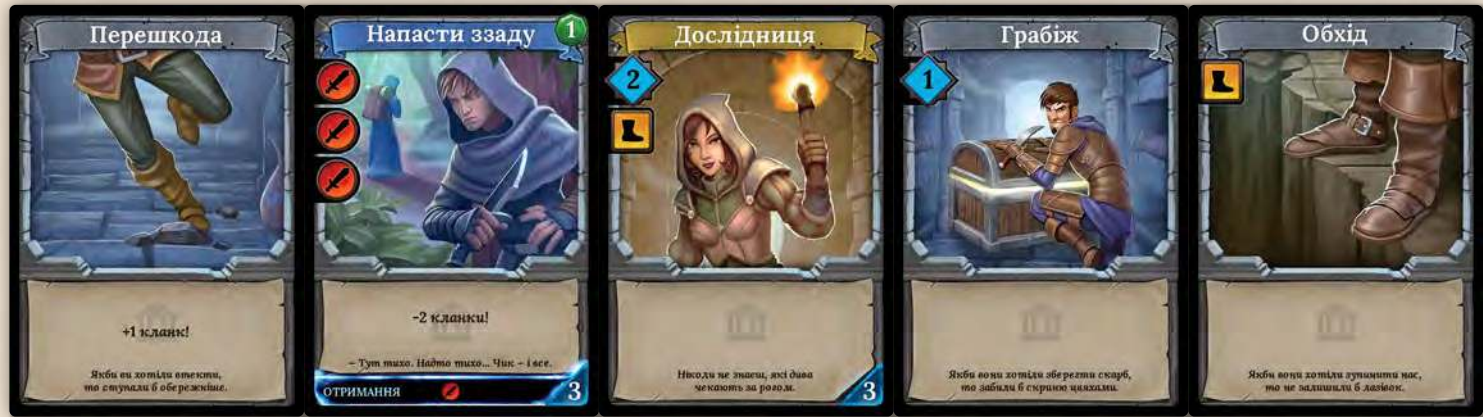 Перешкода
+1 кланк!
Якби ви хотіли втекти,
то ступали б обережніше.
Напасти ззаду
1
-2 кланки!
– Тут тихо. Надто тихо... Чик – і все.
ОТРИМАННЯ
3
Дослідниця
2
Ніколи не знаєш, які дива
чекають за рогом.
3
Грабіж
1
Якби вони хотіли зберегти скарб,
то забили б скриню цвяхами.
Обхід
Якби вони хотіли зупинити нас,
то не залишили б лазівок.